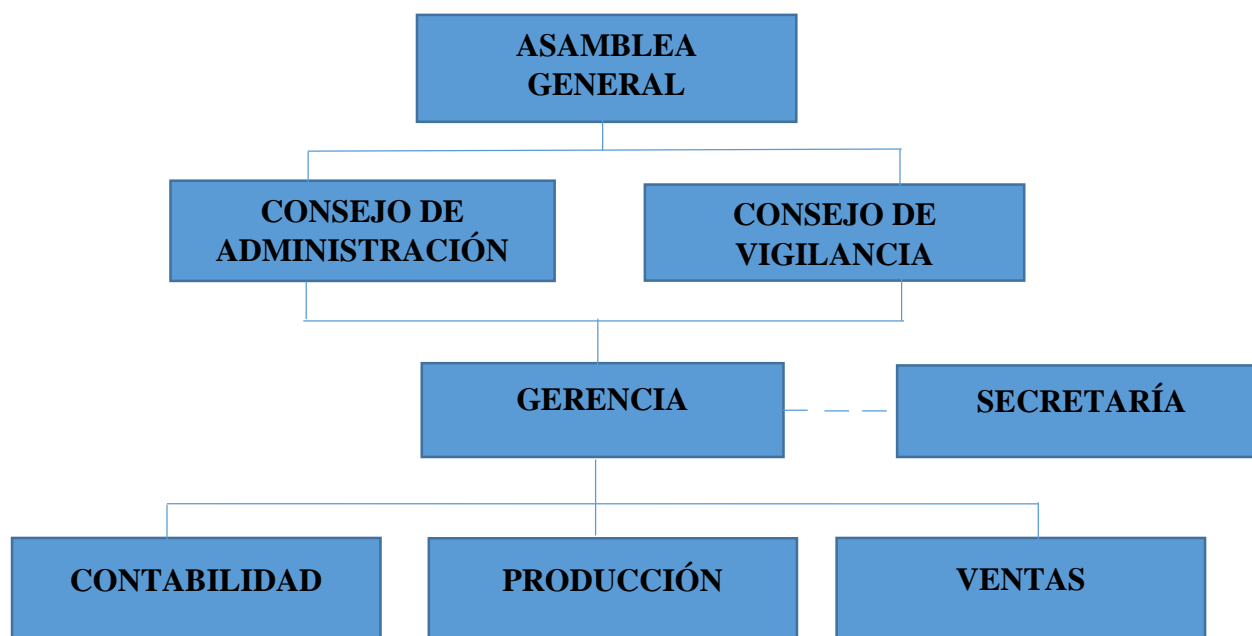 ASAMBLEA
GENERAL
CONSEJO DE
ADMINISTRACIÓN
CONSEJO DE
VIGILANCIA
GERENCIA
SECRETARÍA
CONTABILIDAD
PRODUCCIÓN
VENTAS